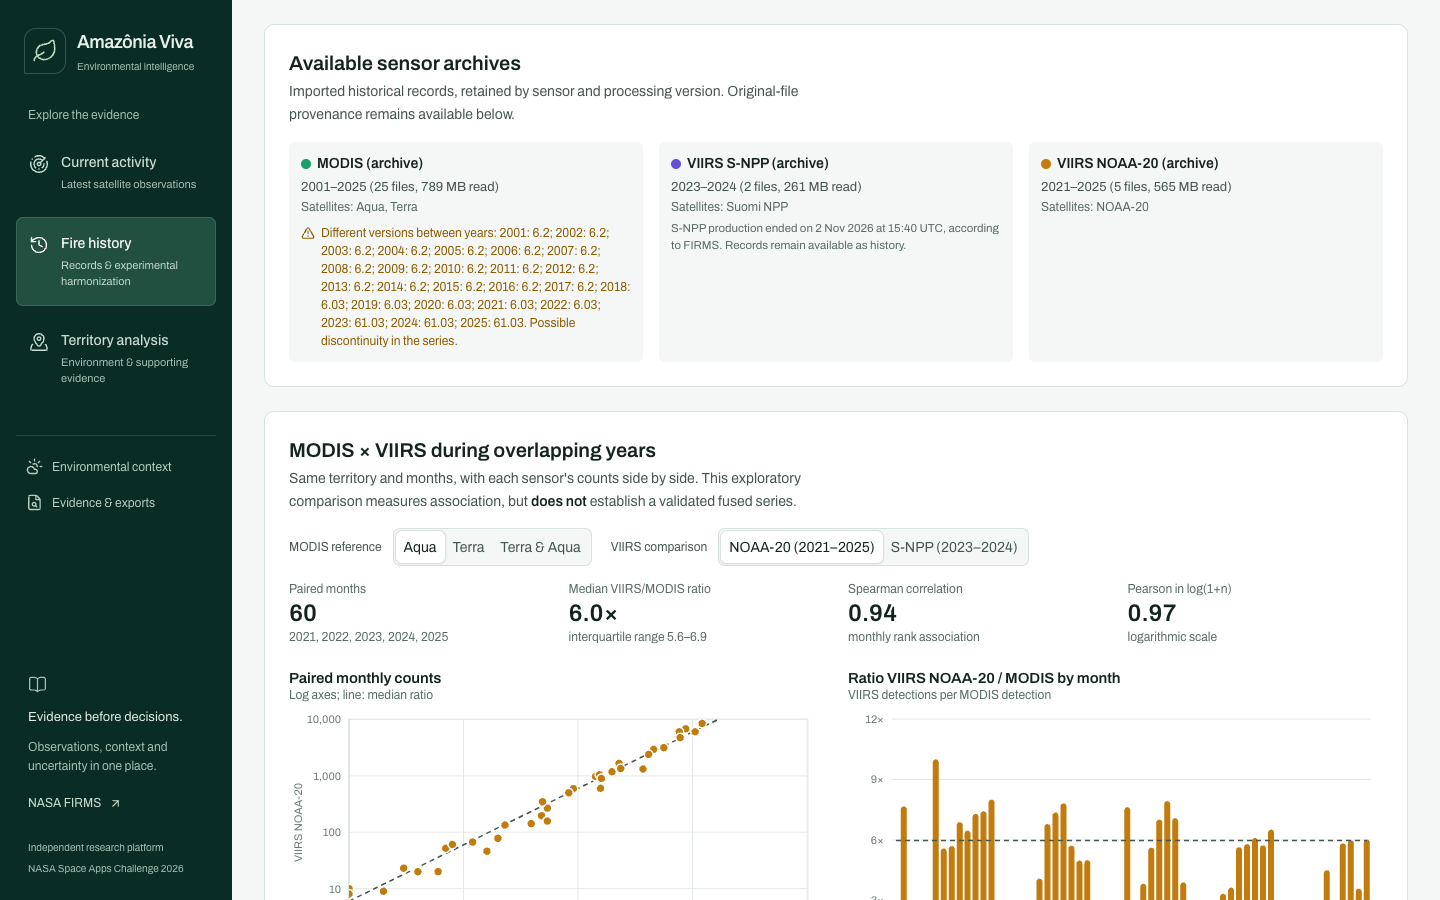 Amazônia Viva
Environmental intelligence
Explore the evidence
Current activity
Latest satellite observations
Fire history
Records & experimental
harmonization
Territory analysis
Environment & supporting
evidence
Environmental context
Evidence & exports
Evidence before decisions.
Observations, context and
uncertainty in one place.
NASA FIRMS
Independent research platform
NASA Space Apps Challenge 2026
Available sensor archives
Imported historical records, retained by sensor and processing version. Original-file
provenance remains available below.
MODIS (archive)
2001–2025 (25 files, 789 MB read)
Satellites: Aqua, Terra
Different versions between years: 2001: 6.2; 2002: 6.2;
2003: 6.2; 2004: 6.2; 2005: 6.2; 2006: 6.2; 2007: 6.2;
2008: 6.2; 2009: 6.2; 2010: 6.2; 2011: 6.2; 2012: 6.2;
2013: 6.2; 2014: 6.2; 2015: 6.2; 2016: 6.2; 2017: 6.2; 2018:
6.03; 2019: 6.03; 2020: 6.03; 2021: 6.03; 2022: 6.03;
2023: 61.03; 2024: 61.03; 2025: 61.03. Possible
discontinuity in the series.
VIIRS S-NPP (archive)
2023–2024 (2 files, 261 MB read)
Satellites: Suomi NPP
S-NPP production ended on 2 Nov 2026 at 15:40 UTC, according
to FIRMS. Records remain available as history.
VIIRS NOAA-20 (archive)
2021–2025 (5 files, 565 MB read)
Satellites: NOAA-20
MODIS × VIIRS during overlapping years
Same territory and months, with each sensor's counts side by side. This exploratory
comparison measures association, but does not establish a validated fused series.
MODIS reference
Aqua
Terra
Terra & Aqua
VIIRS comparison
NOAA-20 (2021–2025)
S-NPP (2023–2024)
Paired months
60
2021, 2022, 2023, 2024, 2025
Median VIIRS/MODIS ratio
6.0×
interquartile range 5.6–6.9
Spearman correlation
0.94
monthly rank association
Pearson in log(1+n)
0.97
logarithmic scale
Paired monthly counts
Log axes; line: median ratio
10,000
1,000
100
10
VIIRS NOAA-20
Ratio VIIRS NOAA-20 / MODIS by month
VIIRS detections per MODIS detection
12×
9×
6×